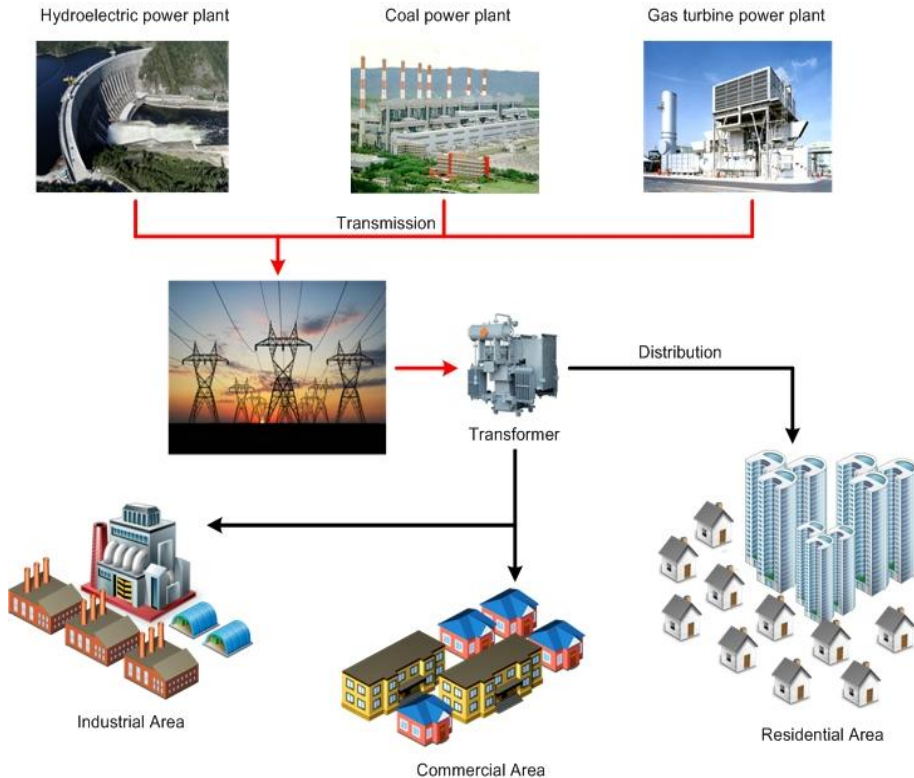 Hydroelectric power plant
Coal power plant
Gas turbine power plant
Transmission
Distribution
Transformer
Industrial Area
Commercial Area
Residential Area